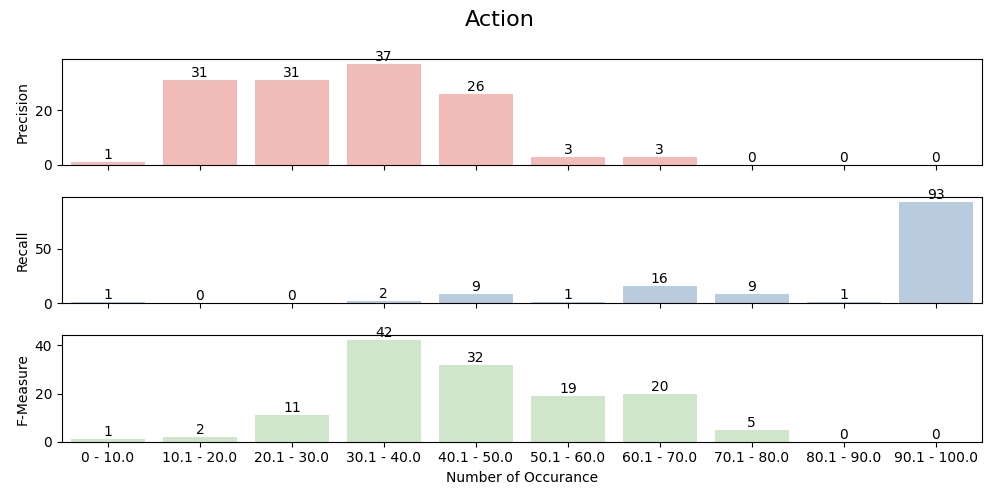 Action
Precision
20
0
1 31 31 37 26 3 3 0 0 0
Recall
50
0
1 0 0 2 9 1 16 9 1 93
F-Measure
40
20
0
1 2 11 42 32 19 20 5 0 0
0 - 10.0 10.1 - 20.0 20.1 - 30.0 30.1 - 40.0 40.1 - 50.0 50.1 - 60.0 60.1 - 70.0 70.1 - 80.0 80.1 - 90.0 90.1 - 100.0
Number of Occurance